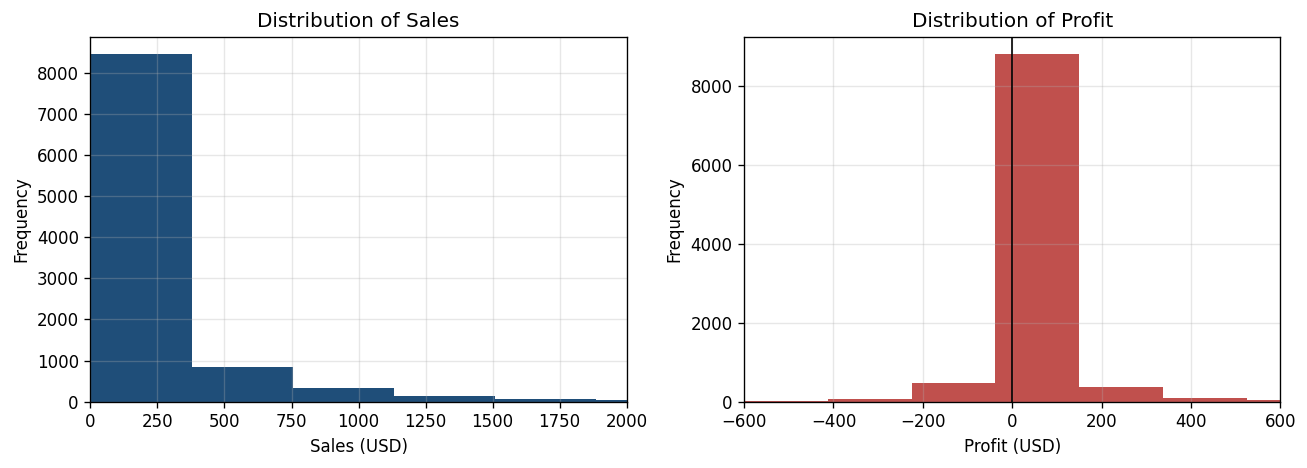 Distribution of Sales
Frequency
8000
7000
6000
5000
4000
3000
2000
1000
0
0 250 500 750 1000 1250 1500 1750 2000
Sales (USD)
Distribution of Profit
Frequency
8000
6000
4000
2000
0
−600 −400 −200 0 200 400 600
Profit (USD)